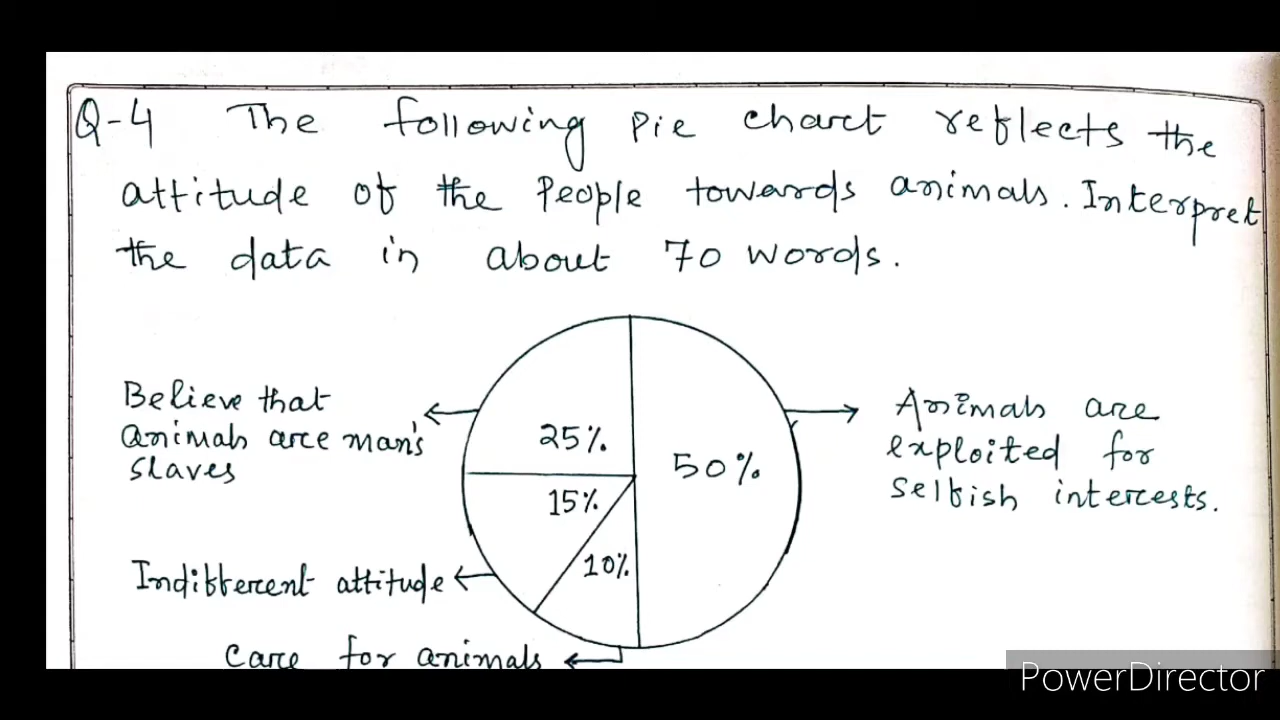 Q-4 The following Pie chart reflects the
attitude of the People towards animals. Interpret
the data in about 70 words.
Believe that
animals are man's
slaves
25%
50%
Animals are
exploited for
selfish interests.
15%
10%
Indifferent attitude
Care for animals
PowerDirector